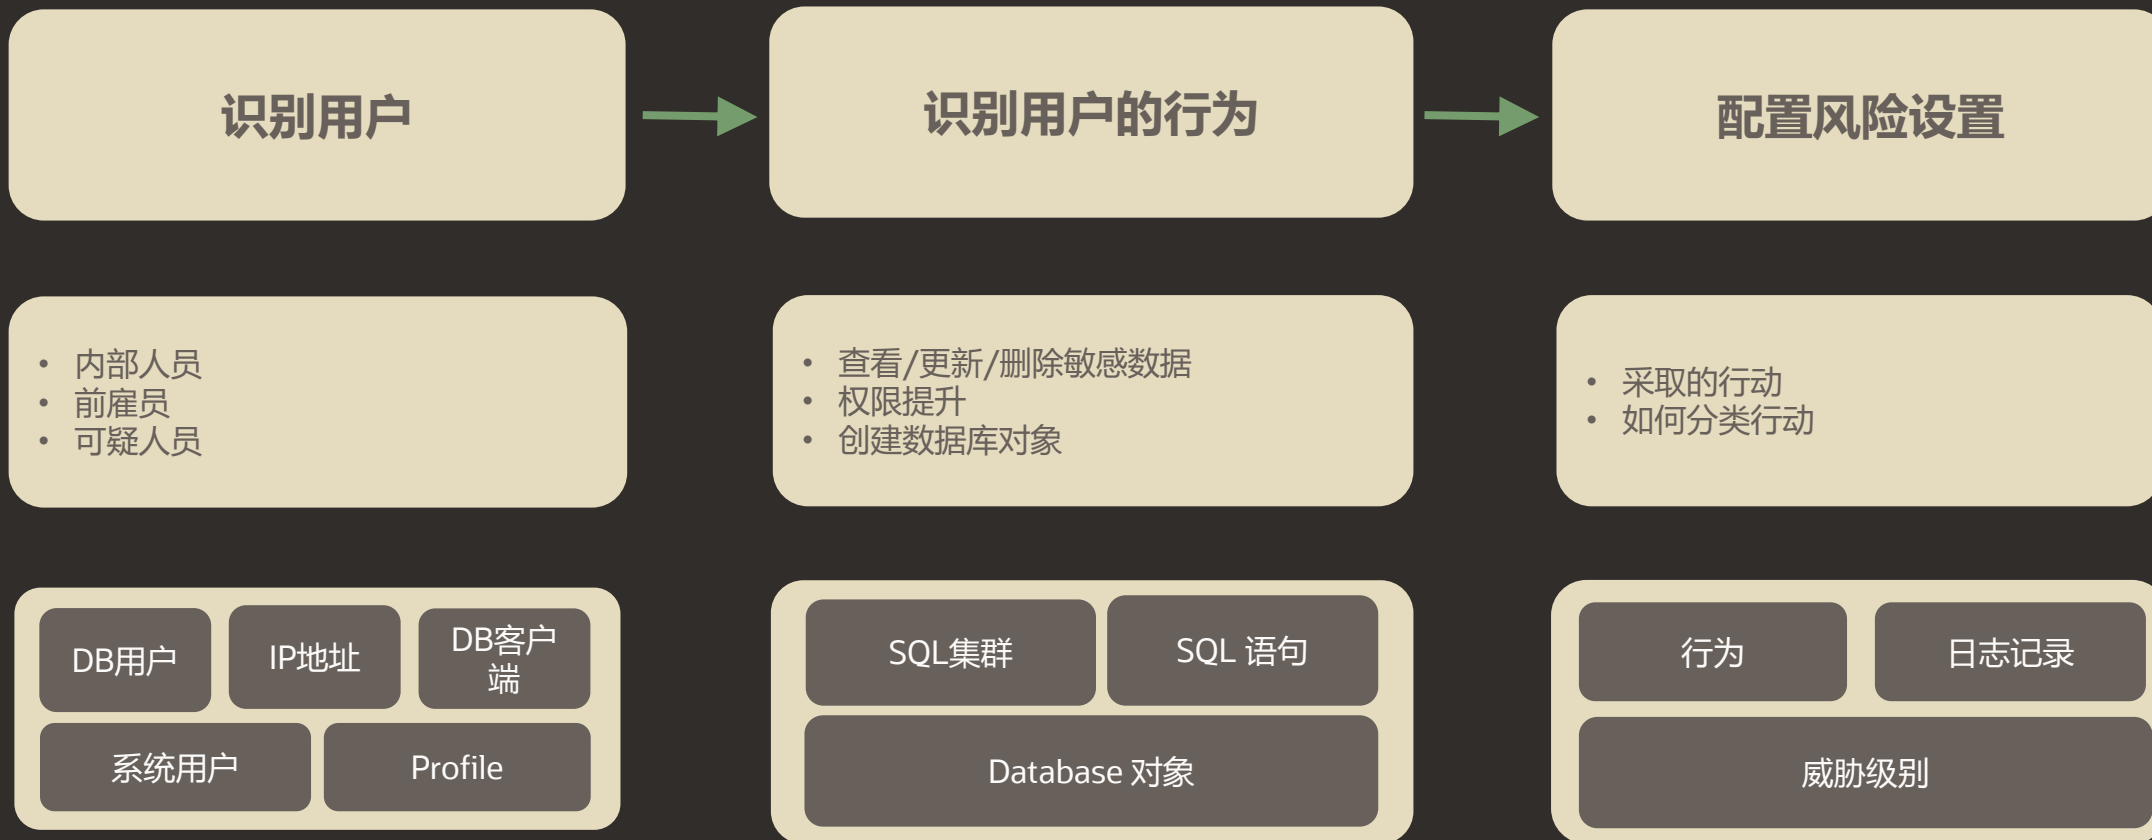 识别用户
识别用户的行为
配置风险设置
• 内部人员
• 前雇员
• 可疑人员
• 查看/更新/删除敏感数据
• 权限提升
• 创建数据库对象
• 采取的行动
• 如何分类行动
DB用户
IP地址
DB客户
端
系统用户
Profile
SQL集群
SQL 语句
Database 对象
行为
日志记录
威胁级别